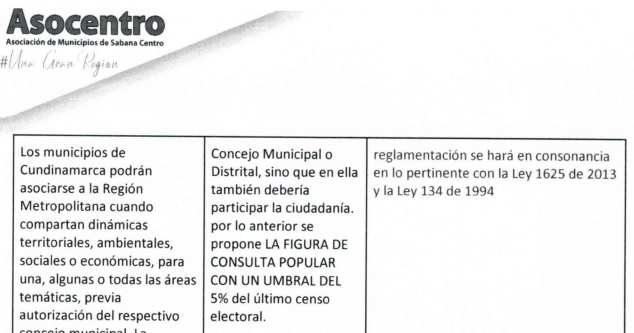 Asocentro
Asociación de Municipios de Sabana Centro
#Una Gran Region
Los municipios de
Cundinamarca podrán
asociarse a la Región
Metropolitana cuando
compartan dinámicas
territoriales, ambientales,
sociales o económicas, para
una, algunas o todas las áreas
temáticas, previa
autorización del respectivo
concejo municipal. La
Concejo Municipal o
Distrital, sino que en ella
también debería
participar la ciudadanía.
por lo anterior se
propone LA FIGURA DE
CONSULTA POPULAR
CON UN UMBRAL DEL
5% del último censo
electoral.
reglamentación se hará en consonancia
en lo pertinente con la Ley 1625 de 2013
y la Ley 134 de 1994